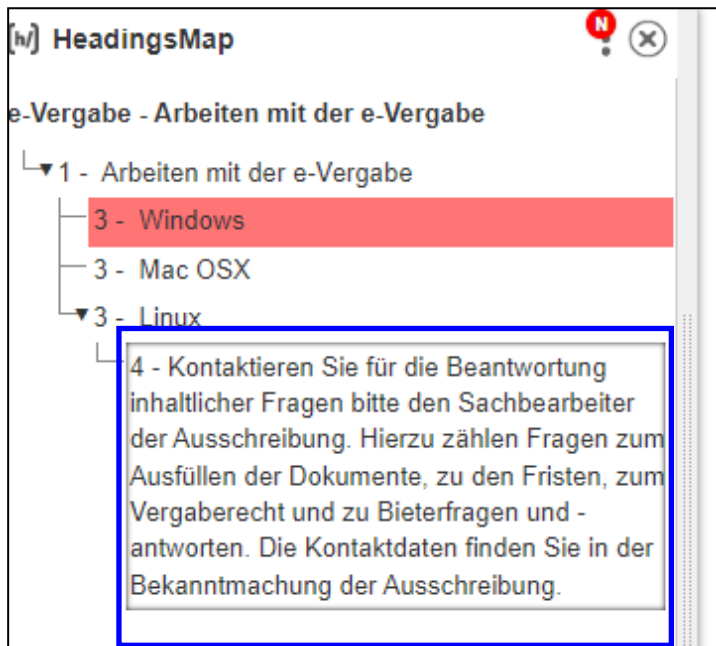 [h/] HeadingsMap
N
e-Vergabe - Arbeiten mit der e-Vergabe
1 - Arbeiten mit der e-Vergabe
3 - Windows
3 - Mac OSX
3 - Linux
4 - Kontaktieren Sie für die Beantwortung
inhaltlicher Fragen bitte den Sachbearbeiter
der Ausschreibung. Hierzu zählen Fragen zum
Ausfüllen der Dokumente, zu den Fristen, zum
Vergaberecht und zu Bieterfragen und -
antworten. Die Kontaktdaten finden Sie in der
Bekanntmachung der Ausschreibung.